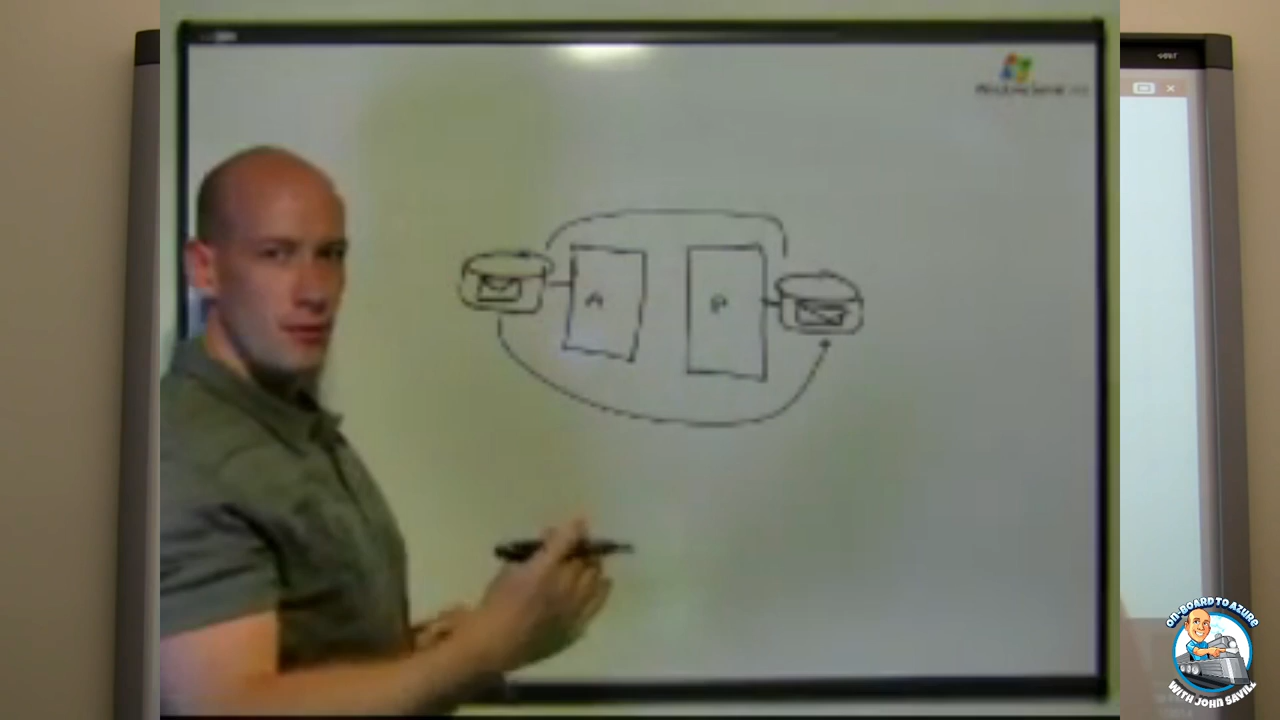 Windows Server
A
P
ON-BOARD TO AZURE
WITH JOHN SAVILL